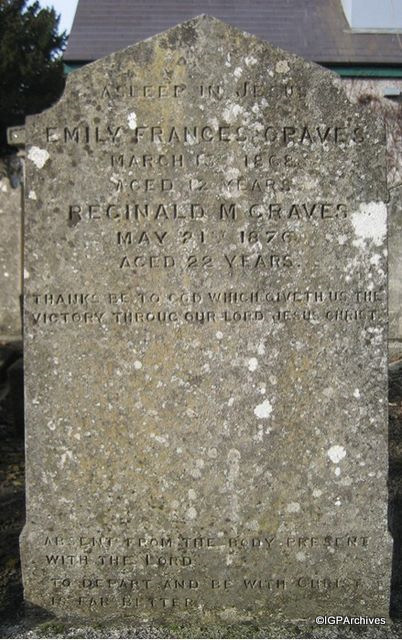 ASLEEP IN JESUS
EMILY FRANCES GRAVES
MARCH 1868
AGED 12 YEARS
REGINALD M GRAVES
MAY 21ST 1876
AGED 22 YEARS.
THANKS BE TO GOD WHICH GIVETH US THE
VICTORY THROUG OUR LORD JESUS CHRIST
ABSENT FROM THE BODY PRESENT
WITH THE LORD
TO DEPART AND BE WITH CHRIST
IS FAR BETTER
©IGPArchives